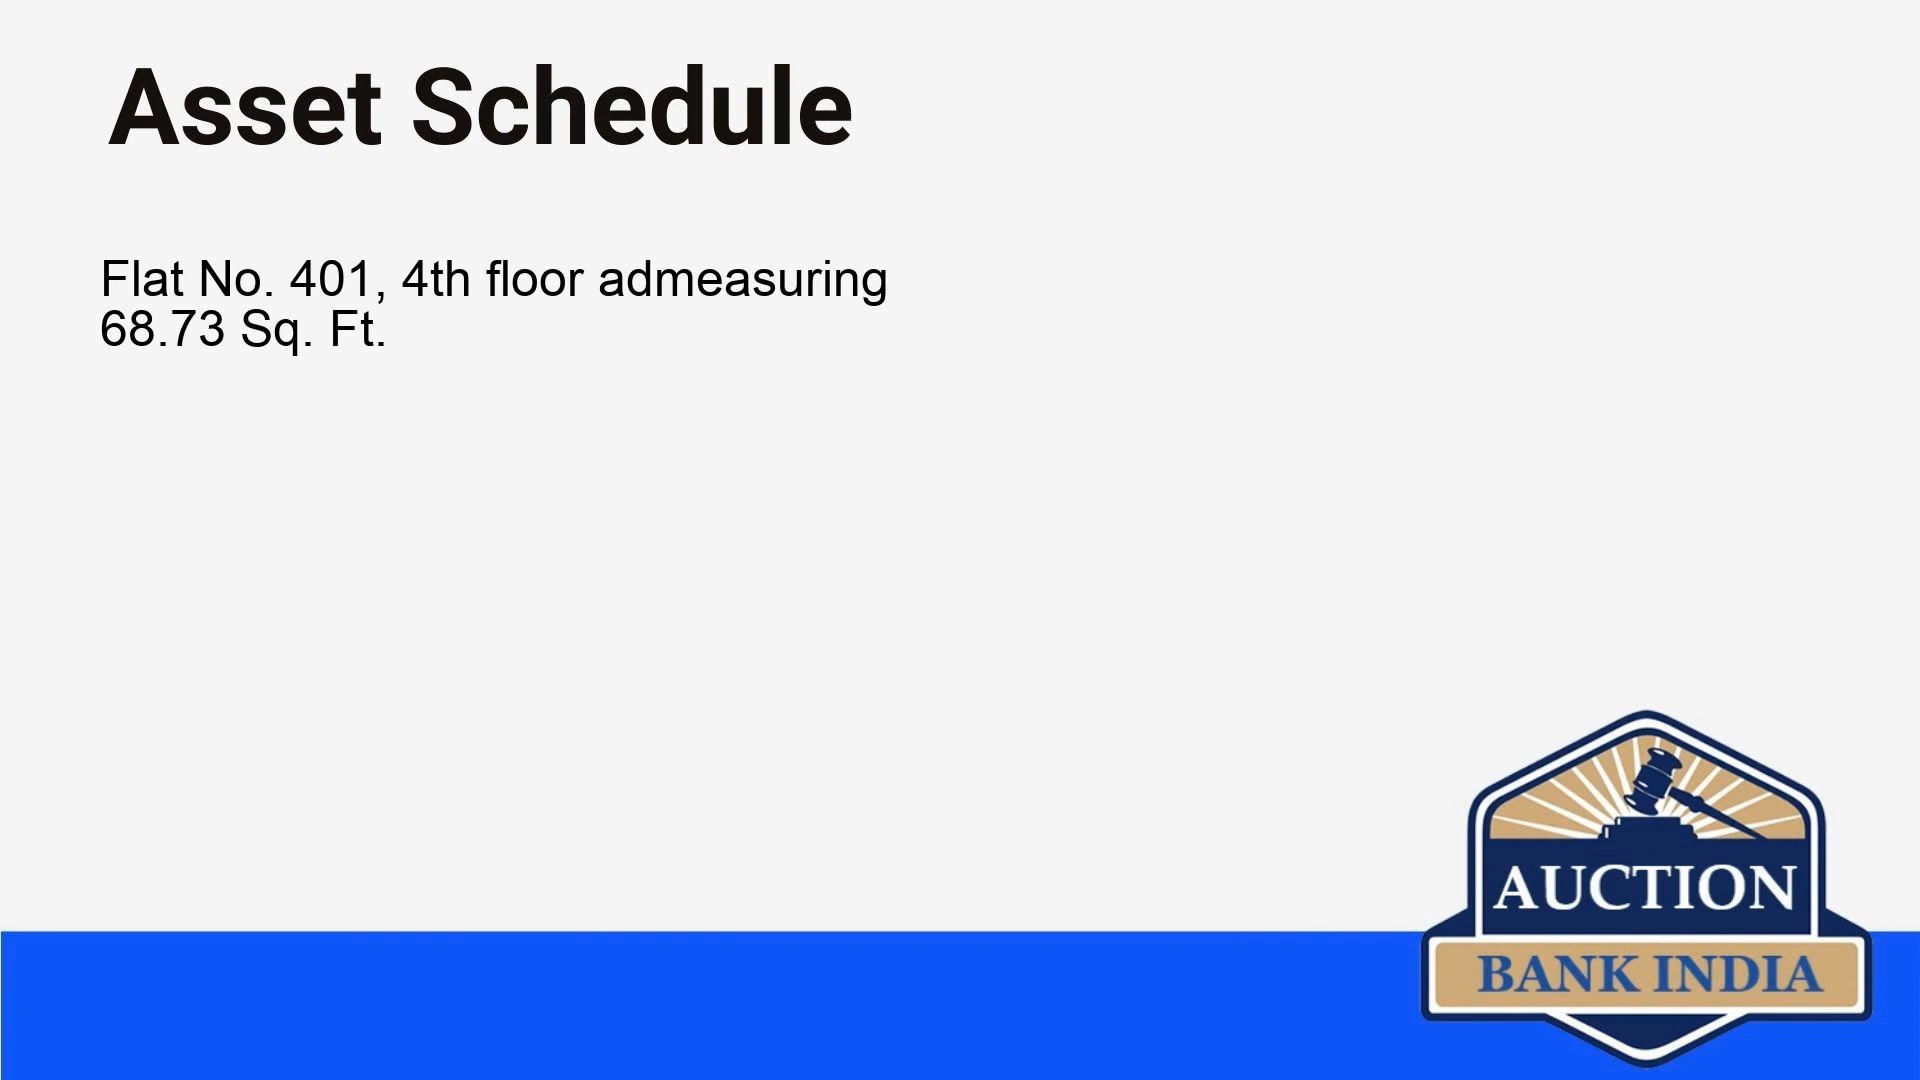 Asset Schedule
Flat No. 401, 4th floor admeasuring
68.73 Sq. Ft.
AUCTION
BANK INDIA